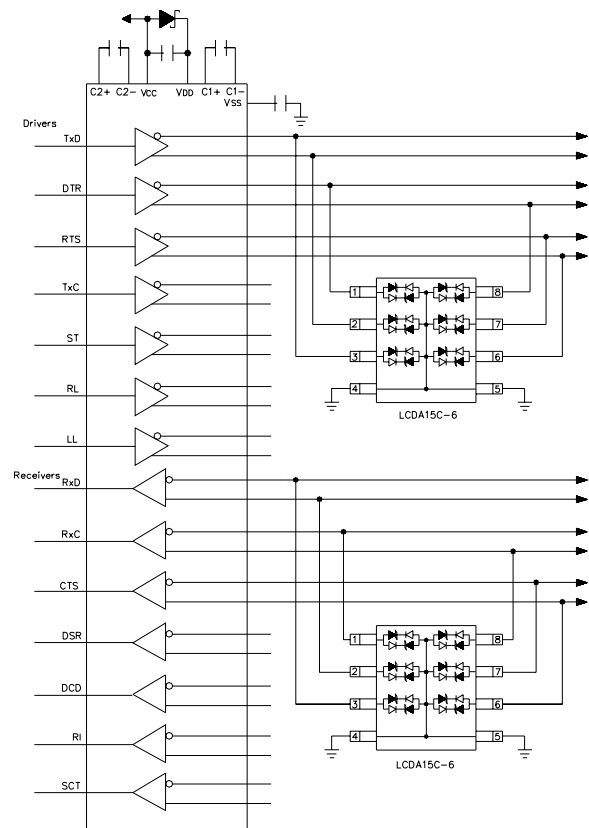 C2+ C2- VCC VDD C1+ C1-
VSS
Drivers
TxD
DTR
RTS
TxC
1 8
ST
2 7
3 6
RL
4 5
LCDA15C-6
LL
Receivers
RxD
RxC
CTS
DSR
1 8
2 7
DCD
3 6
RI
4 5
LCDA15C-6
SCT